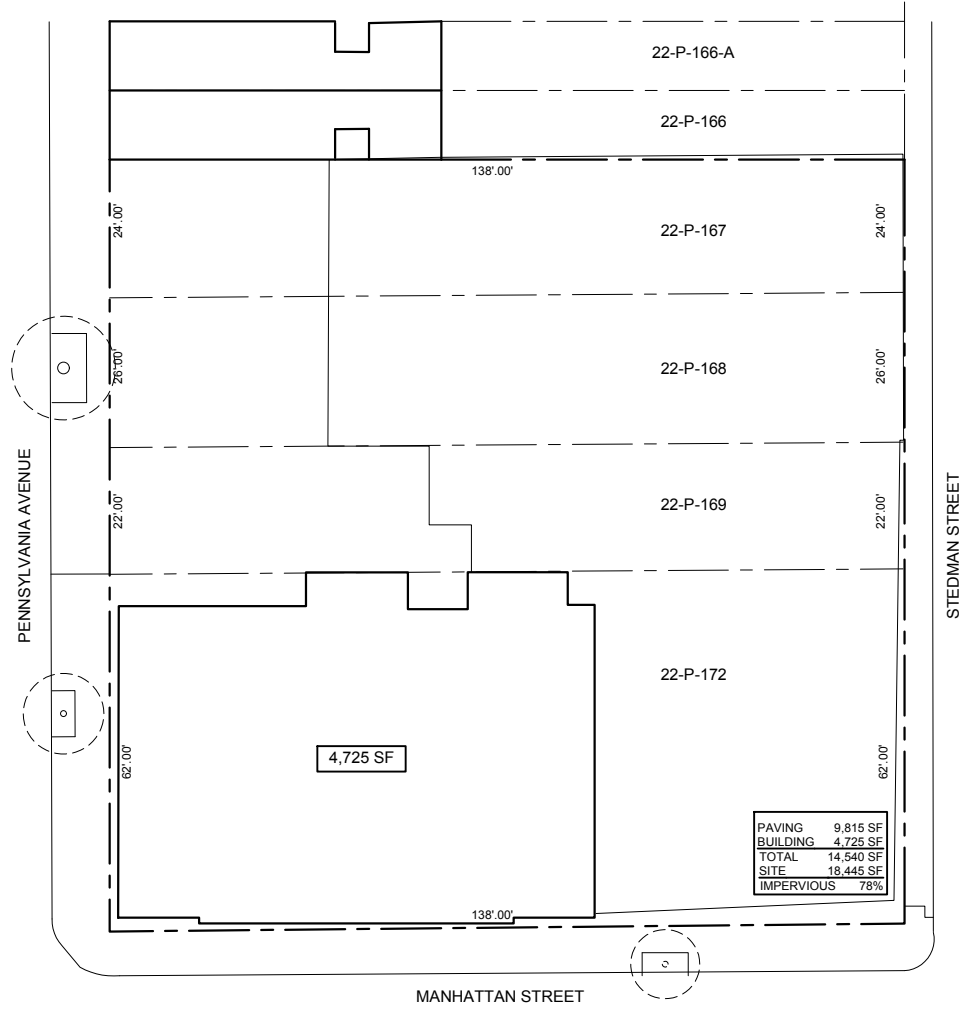 22-P-166-A
22-P-166
138'.00'
24'.00'
22-P-167
24'.00'
26'.00'
22-P-168
26'.00'
PENNSYLVANIA AVENUE
22'.00'
22-P-169
22'.00'
STEDMAN STREET
22-P-172
62'.00'
4,725 SF
62'.00'
PAVING 9,815 SF
BUILDING 4,725 SF
TOTAL 14,540 SF
SITE 18,445 SF
IMPERVIOUS 78%
138'.00'
MANHATTAN STREET